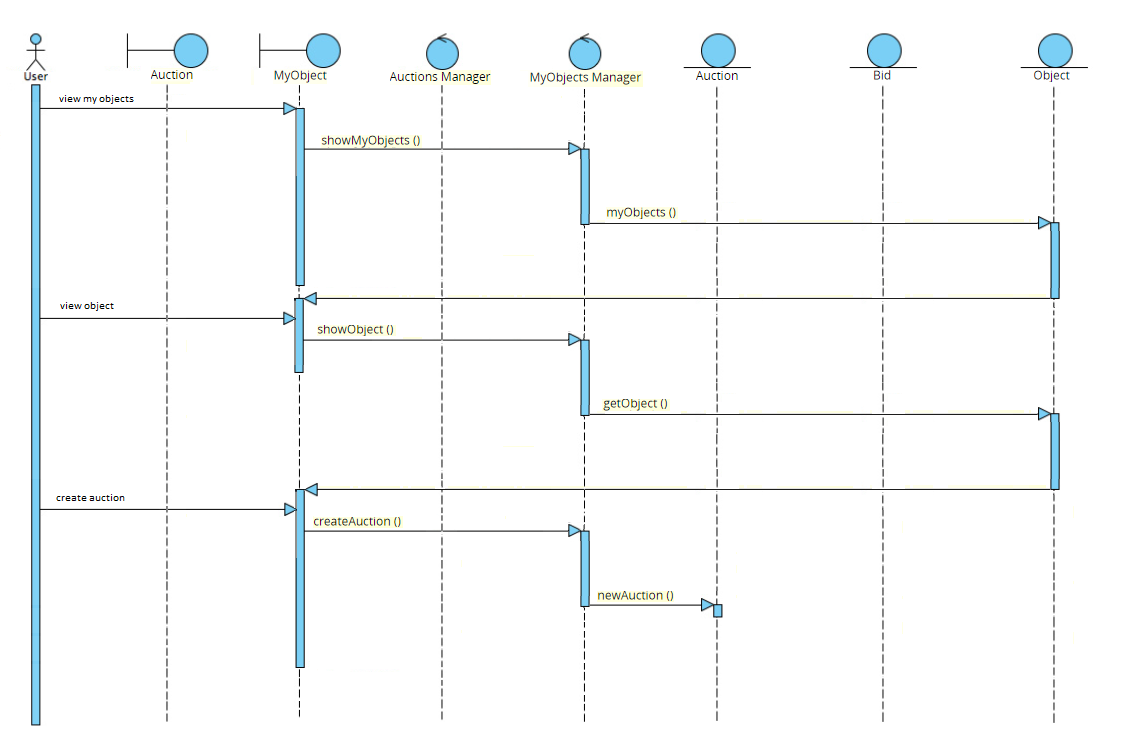 User
Auction
MyObject
Auctions Manager
MyObjects Manager
Auction
Bid
Object
view my objects
showMyObjects ()
myObjects ()
view object
showObject ()
getObject ()
create auction
createAuction ()
newAuction ()